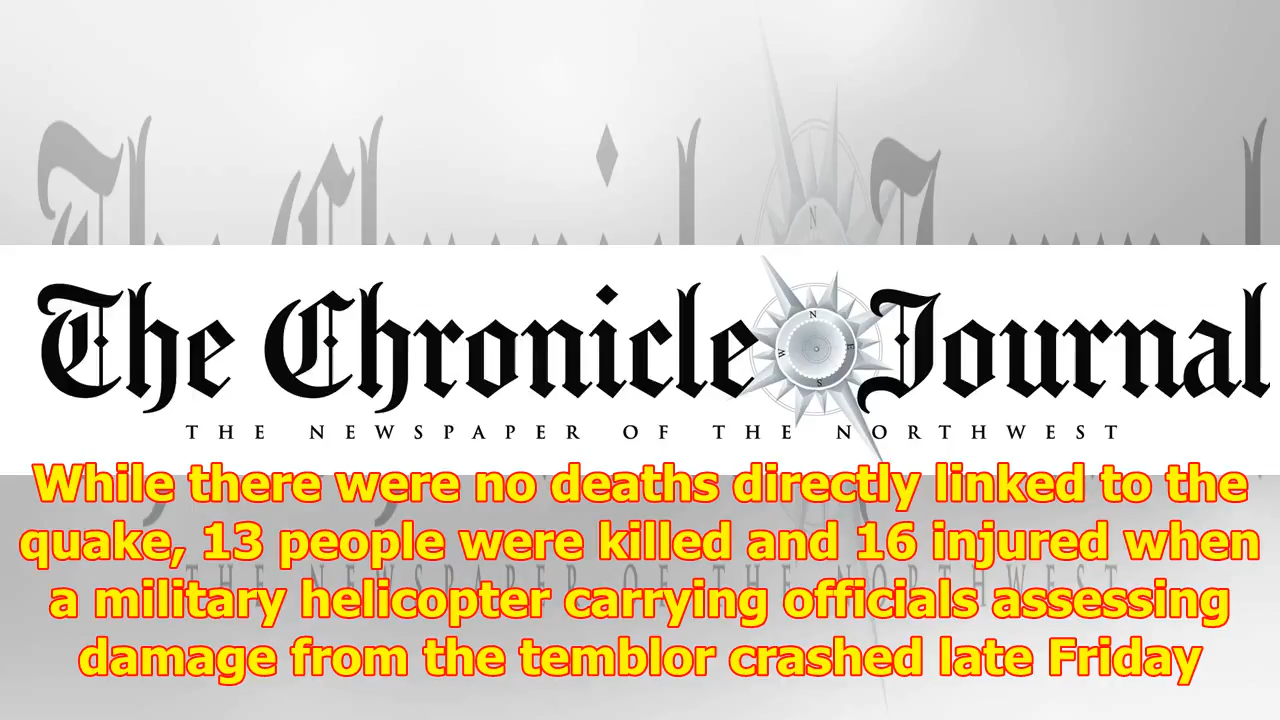 The Chronicle Journal
N
W E
S
THE NEWSPAPER OF THE NORTHWEST
While there were no deaths directly linked to the
quake, 13 people were killed and 16 injured when
a military helicopter carrying officials assessing
damage from the temblor crashed late Friday